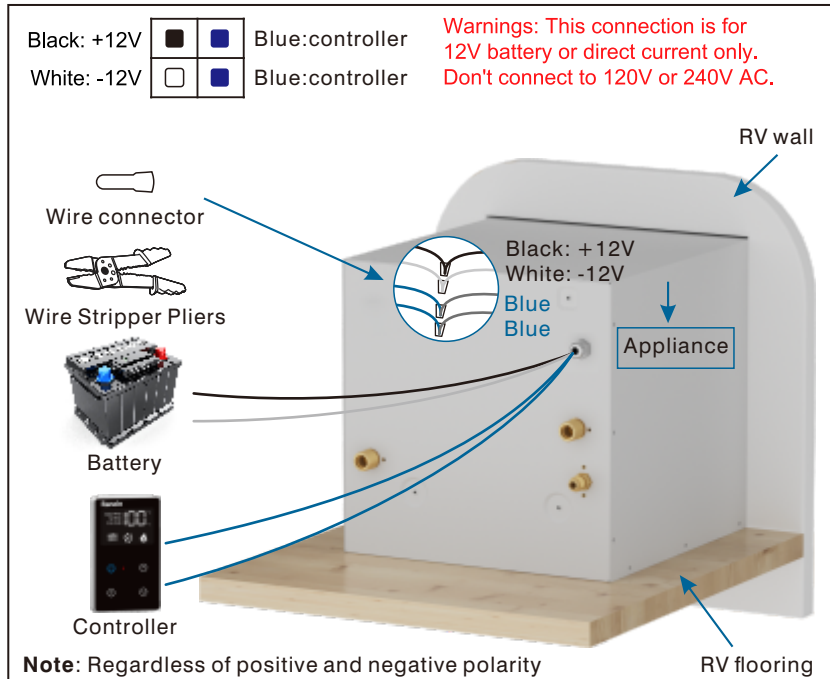 Black: +12V
Blue:controller
White: -12V
Blue:controller
Warnings: This connection is for
12V battery or direct current only.
Don't connect to 120V or 240V AC.
RV wall
Wire connector
Black: +12V
White: -12V
Blue
Blue
Wire Stripper Pliers
Appliance
Battery
100
Controller
Note: Regardless of positive and negative polarity
RV flooring